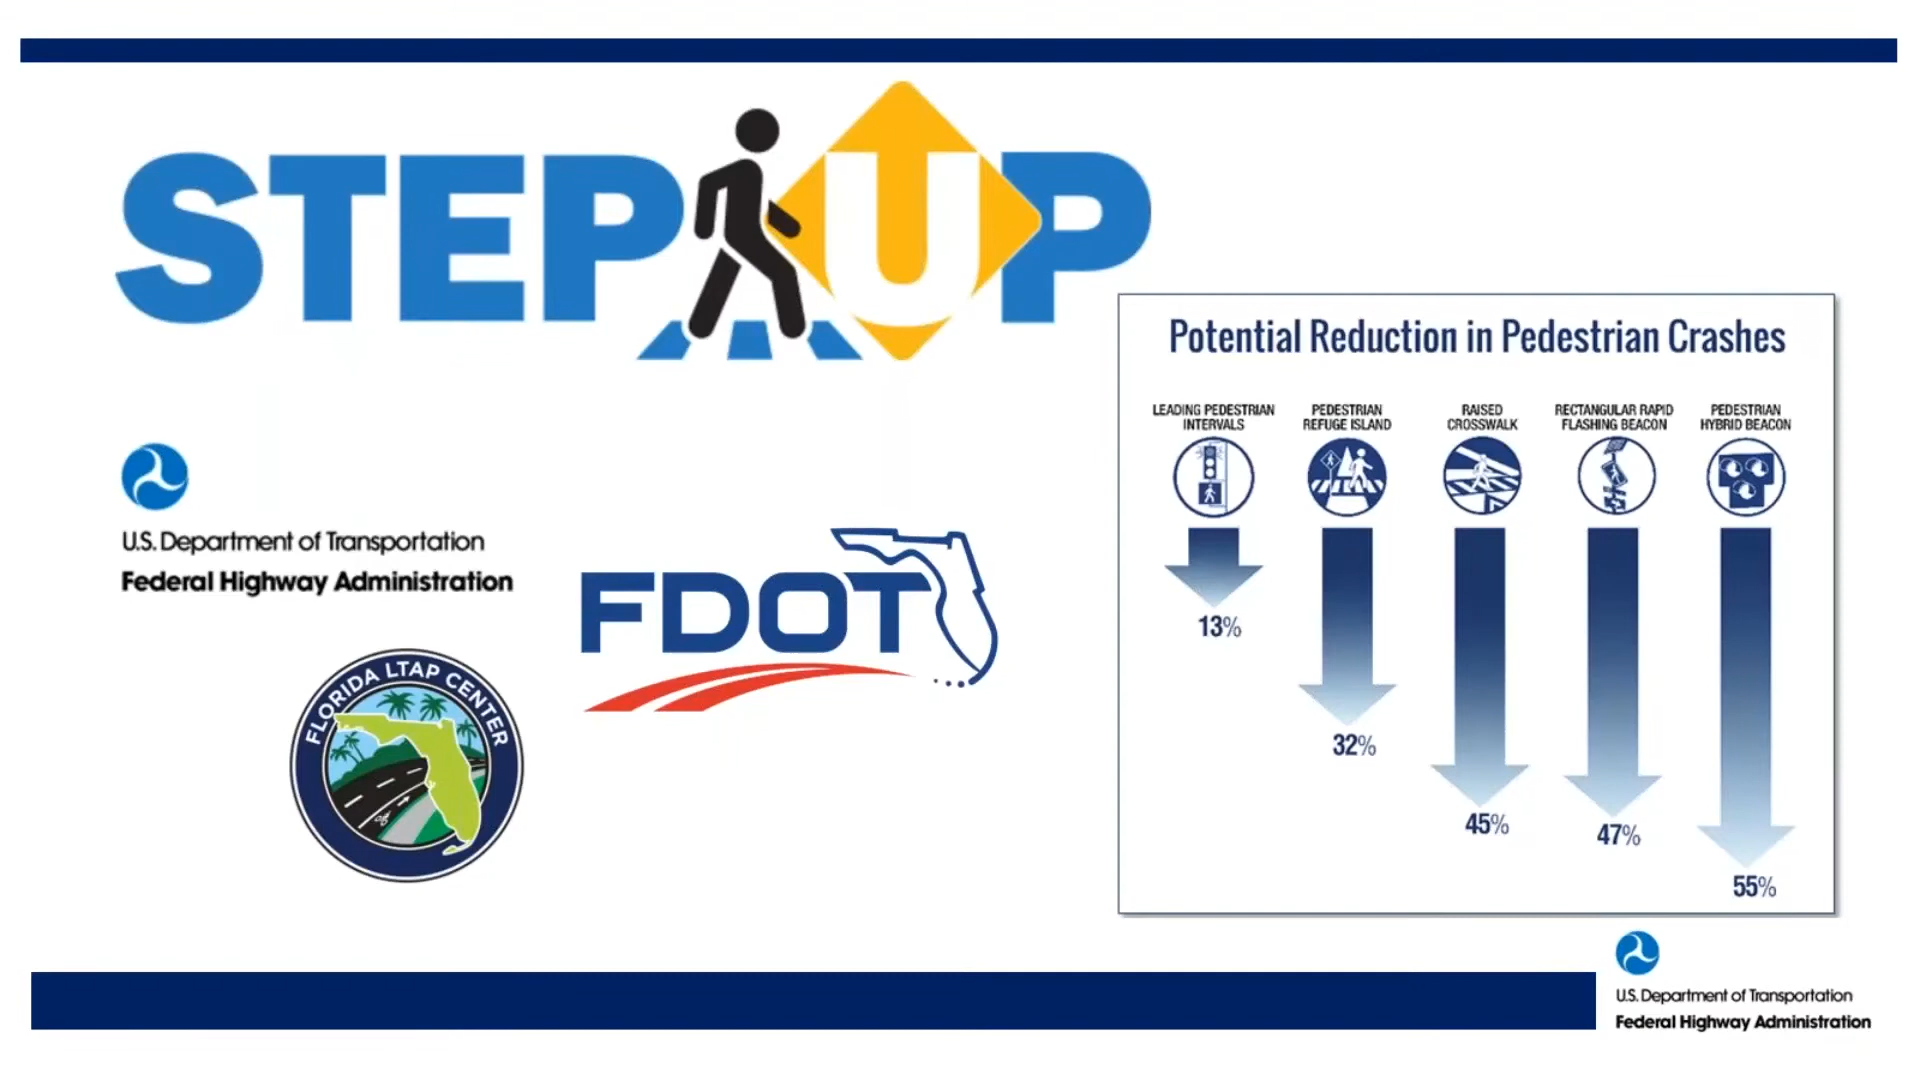 STEP UP
U.S. Department of Transportation
Federal Highway Administration
FDOT
FLORIDA LTAP CENTER
Potential Reduction in Pedestrian Crashes
LEADING PEDESTRIAN
INTERVALS
PEDESTRIAN
REFUGE ISLAND
RAISED
CROSSWALK
RECTANGULAR RAPID
FLASHING BEACON
PEDESTRIAN
HYBRID BEACON
13%
32%
45%
47%
55%
U.S. Department of Transportation
Federal Highway Administration